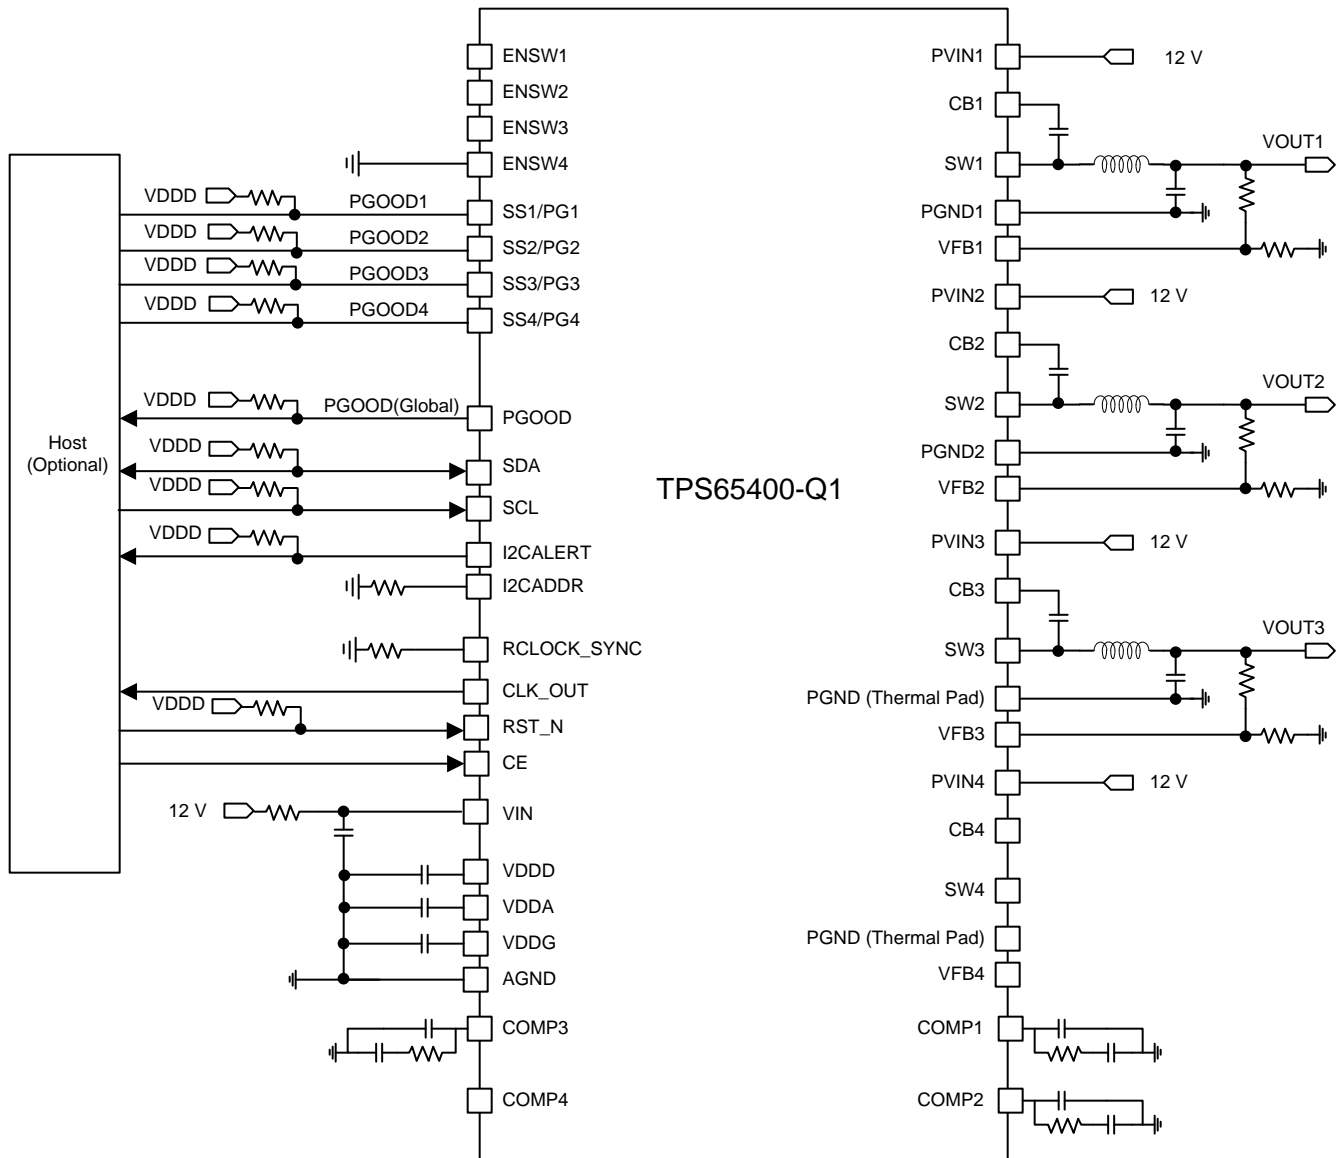 ENSW1
ENSW2
ENSW3
ENSW4
VDDD
PGOOD1
SS1/PG1
VDDD
PGOOD2
SS2/PG2
VDDD
PGOOD3
SS3/PG3
VDDD
PGOOD4
SS4/PG4
VDDD
PGOOD(Global)
PGOOD
Host
(Optional)
VDDD
SDA
VDDD
SCL
VDDD
I2CALERT
I2CADDR
RCLOCK_SYNC
CLK_OUT
VDDD
RST_N
CE
12 V
VIN
VDDD
VDDA
VDDG
AGND
COMP3
COMP4
TPS65400-Q1
PVIN1
12 V
CB1
SW1
VOUT1
PGND1
VFB1
PVIN2
12 V
CB2
SW2
VOUT2
PGND2
VFB2
PVIN3
12 V
CB3
SW3
VOUT3
PGND (Thermal Pad)
VFB3
PVIN4
12 V
CB4
SW4
PGND (Thermal Pad)
VFB4
COMP1
COMP2